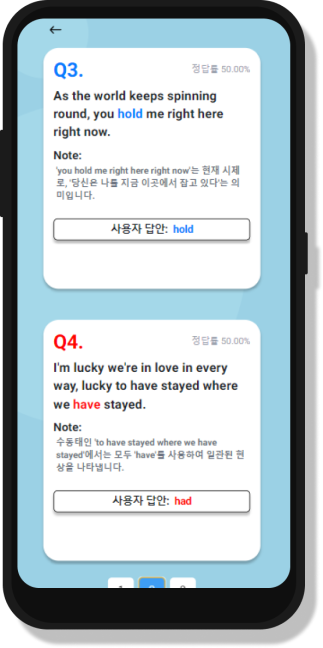 Q3.
정답률 50.00%
As the world keeps spinning
round, you hold me right here
right now.
Note:
'you hold me right here right now'는 현재 시제
로, '당신은 나를 지금 이곳에서 잡고 있다'는 의
미입니다.
사용자 답안: hold
Q4.
정답률 50.00%
I'm lucky we're in love in every
way, lucky to have stayed where
we have stayed.
Note:
수동태인 'to have stayed where we have
stayed'에서는 모두 'have'를 사용하여 일관된 현
상을 나타냅니다.
사용자 답안: had